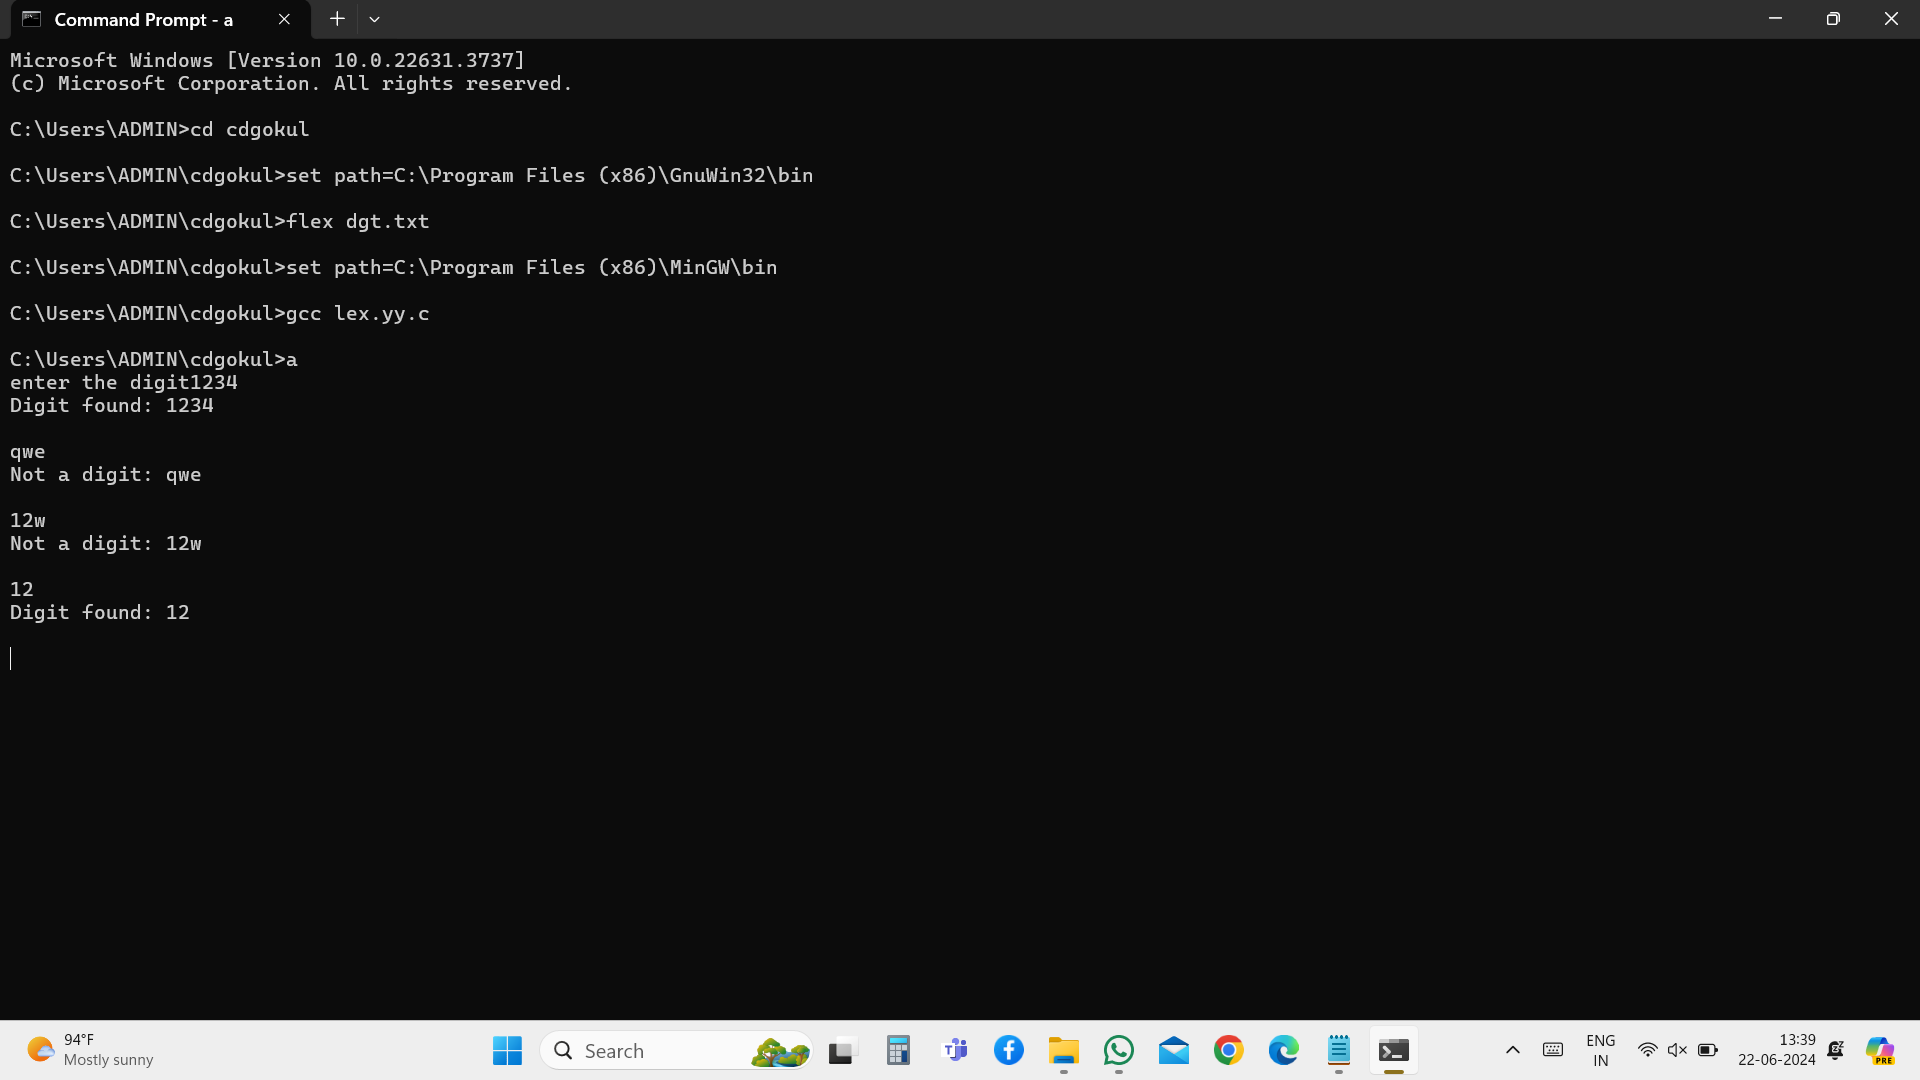 Command Prompt - a
Microsoft Windows [Version 10.0.22631.3737]
(c) Microsoft Corporation. All rights reserved.
C:\Users\ADMIN>cd cdgokul
C:\Users\ADMIN\cdgokul>set path=C:\Program Files (x86)\GnuWin32\bin
C:\Users\ADMIN\cdgokul>flex dgt.txt
C:\Users\ADMIN\cdgokul>set path=C:\Program Files (x86)\MinGW\bin
C:\Users\ADMIN\cdgokul>gcc lex.yy.c
C:\Users\ADMIN\cdgokul>a
enter the digit1234
Digit found: 1234
qwe
Not a digit: qwe
12w
Not a digit: 12w
12
Digit found: 12
94°F
Mostly sunny
Search
ENG
IN
13:39
22-06-2024
PRE